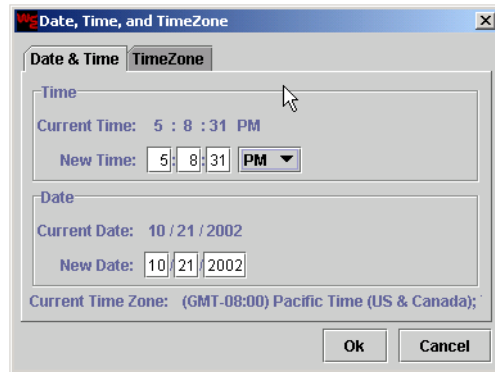 Date, Time, and TimeZone
Date & Time TimeZone
Time
Current Time: 5 : 8 : 31 PM
New Time: 5 : 8 : 31 PM
Date
Current Date: 10 / 21 / 2002
New Date: 10 / 21 / 2002
Current Time Zone: (GMT-08:00) Pacific Time (US & Canada);
Ok Cancel